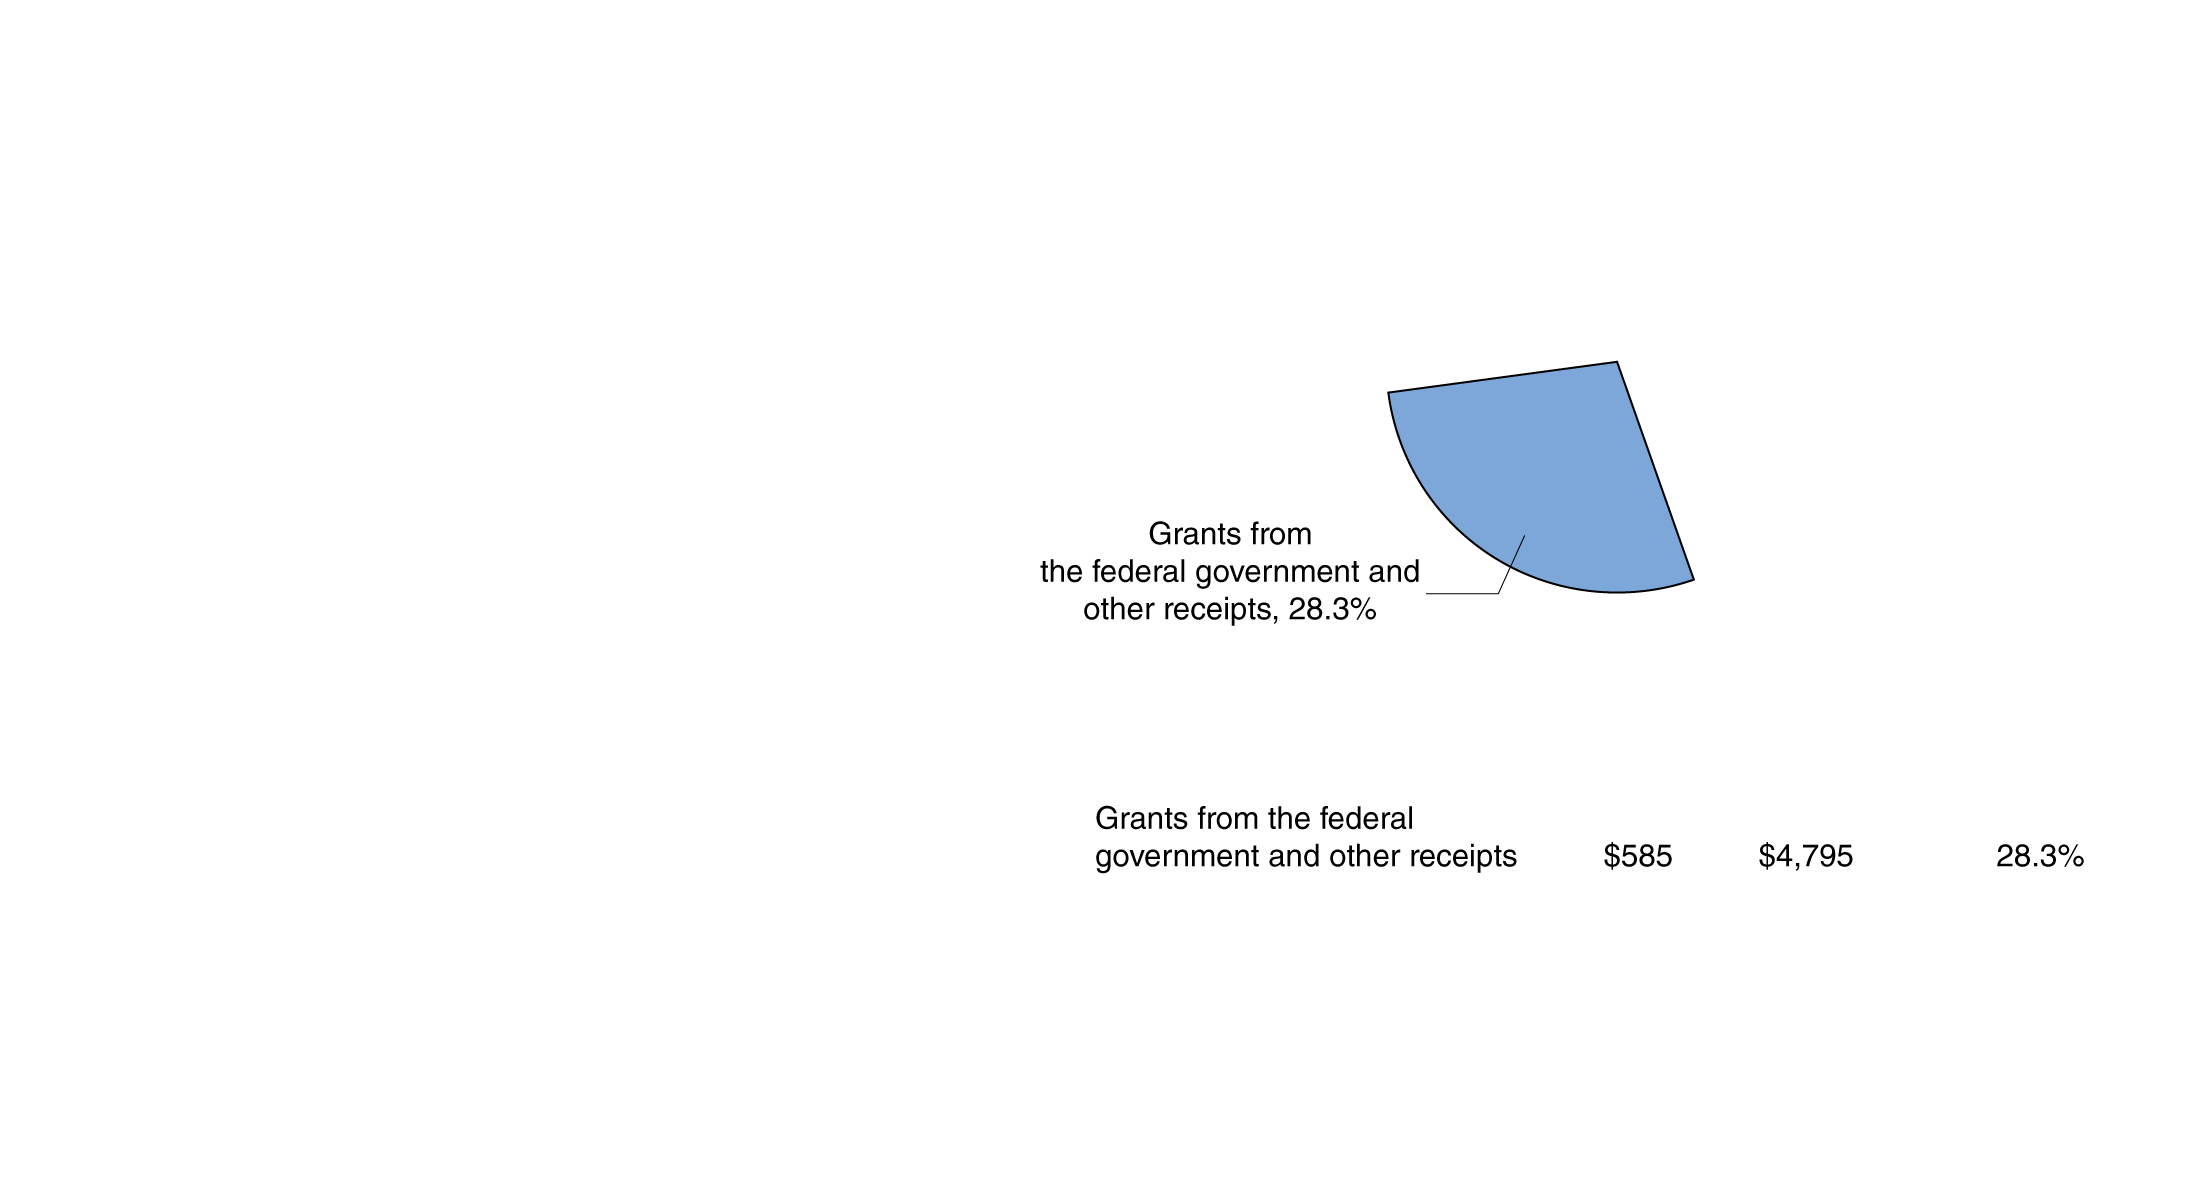 Grants from
the federal government and
other receipts, 28.3%
Grants from the federal
government and other receipts $585 $4,795 28.3%